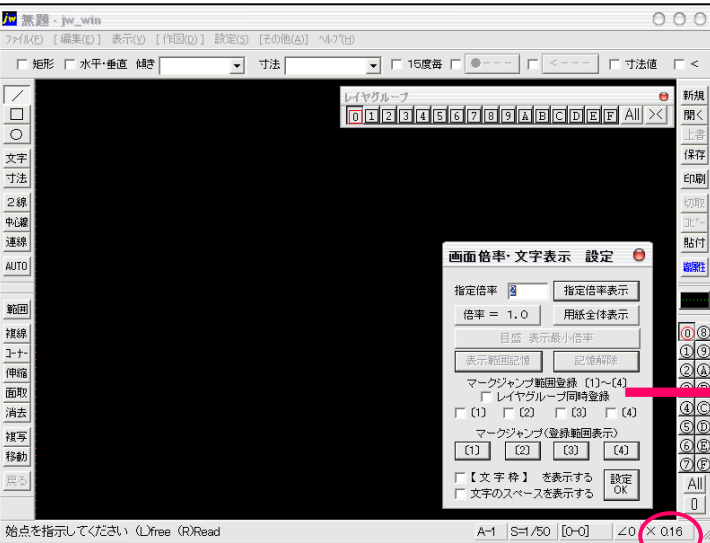 jw 無題 - jw_win
ファイル(F) [編集(E)] 表示(V) [作図(D)] 設定(S) [その他(A)] ヘルプ(H)
矩形 水平・垂直 傾き 寸法 15度毎 ●--- <--- 寸法値 <
レイヤグループ
0 1 2 3 4 5 6 7 8 9 A B C D E F All ><
/
□
○
文字
寸法
2線
中心線
連線
AUTO
範囲
複線
コーナー
伸縮
面取
消去
複写
移動
戻る
画面倍率・文字表示 設定
指定倍率 2 指定倍率表示
倍率 = 1.0 用紙全体表示
目盛 表示最小倍率
表示範囲記憶 記憶解除
マークジャンプ範囲登録 [1]~[4]
レイヤグループ同時登録
[1] [2] [3] [4]
マークジャンプ(登録範囲表示)
[1] [2] [3] [4]
【文字枠】 を表示する
文字のスペースを表示する
設定
OK
新規
開く
上書
保存
印刷
切取
コピー
貼付
線属性
0 8
1 9
2 A
4 C
5 D
6 E
7 F
All
0
始点を指示してください (L)free (R)Read A-1 S=1/50 [0-0] ∠0 × 0.16